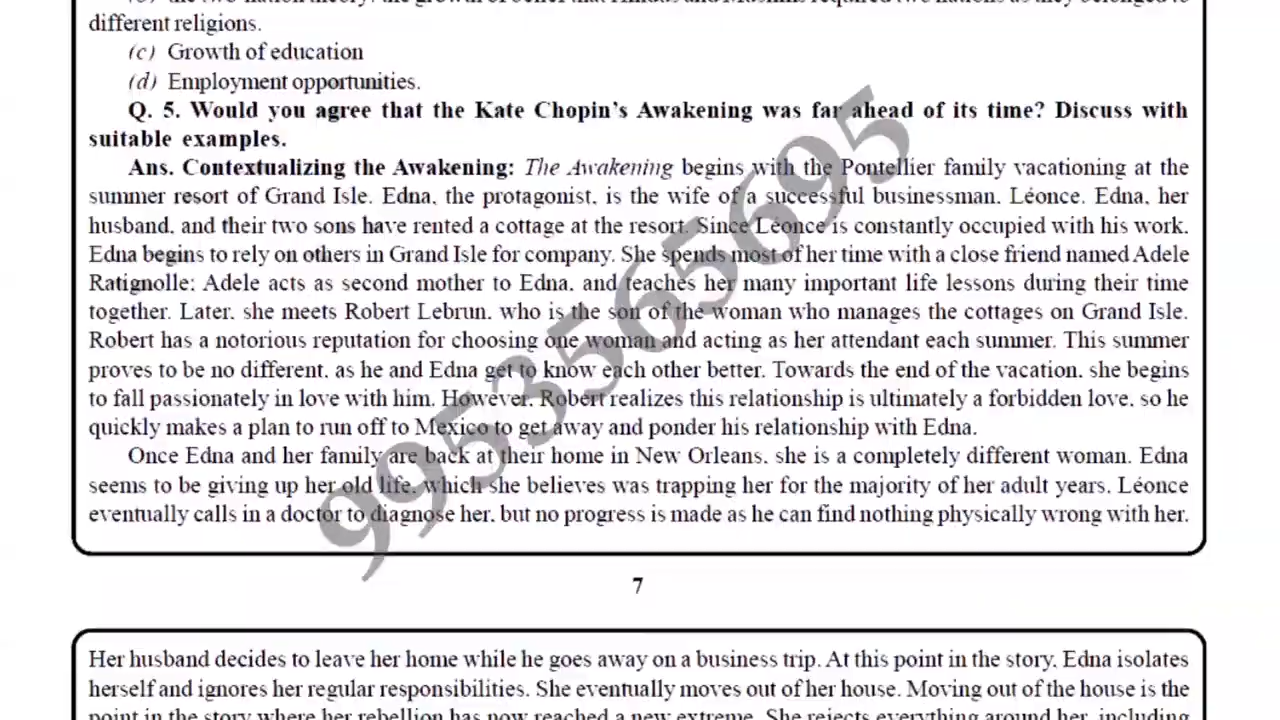 (b) the two-nation theory: the growth of belief that Hindus and Muslims required two nations as they belonged to
different religions.
(c) Growth of education
(d) Employment opportunities.
Q. 5. Would you agree that the Kate Chopin's Awakening was far ahead of its time? Discuss with
suitable examples.
Ans. Contextualizing the Awakening: The Awakening begins with the Pontellier family vacationing at the
summer resort of Grand Isle. Edna, the protagonist, is the wife of a successful businessman, Léonce. Edna, her
husband, and their two sons have rented a cottage at the resort. Since Léonce is constantly occupied with his work,
Edna begins to rely on others in Grand Isle for company. She spends most of her time with a close friend named Adele
Ratignolle; Adele acts as second mother to Edna, and teaches her many important life lessons during their time
together. Later, she meets Robert Lebrun, who is the son of the woman who manages the cottages on Grand Isle.
Robert has a notorious reputation for choosing one woman and acting as her attendant each summer. This summer
proves to be no different, as he and Edna get to know each other better. Towards the end of the vacation, she begins
to fall passionately in love with him. However, Robert realizes this relationship is ultimately a forbidden love, so he
quickly makes a plan to run off to Mexico to get away and ponder his relationship with Edna.
Once Edna and her family are back at their home in New Orleans, she is a completely different woman. Edna
seems to be giving up her old life, which she believes was trapping her for the majority of her adult years. Léonce
eventually calls in a doctor to diagnose her, but no progress is made as he can find nothing physically wrong with her.
9953565695
7
Her husband decides to leave her home while he goes away on a business trip. At this point in the story, Edna isolates
herself and ignores her regular responsibilities. She eventually moves out of her house. Moving out of the house is the
point in the story where her rebellion has now reached a new extreme. She rejects everything around her, including